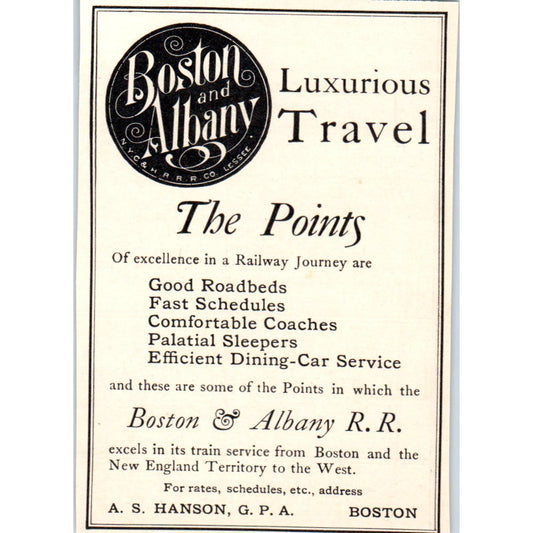 Boston
and
Albany
N.Y.C. & H.R.R.R. CO. LESSEE.
Luxurious
Travel
The Points
Of excellence in a Railway Journey are
Good Roadbeds
Fast Schedules
Comfortable Coaches
Palatial Sleepers
Efficient Dining-Car Service
and these are some of the Points in which the
Boston & Albany R. R.
excels in its train service from Boston and the
New England Territory to the West.
For rates, schedules, etc., address
A. S. HANSON, G. P. A. BOSTON